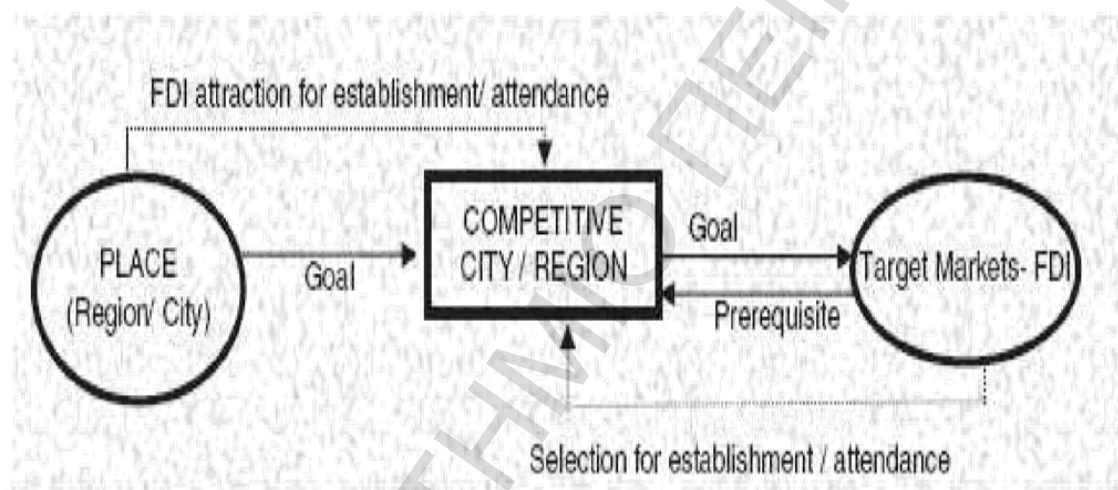 FDI attraction for establishment/ attendance
PLACE
(Region/ City)
Goal
COMPETITIVE
CITY / REGION
Goal
Prerequisite
Target Markets- FDI
Selection for establishment / attendance